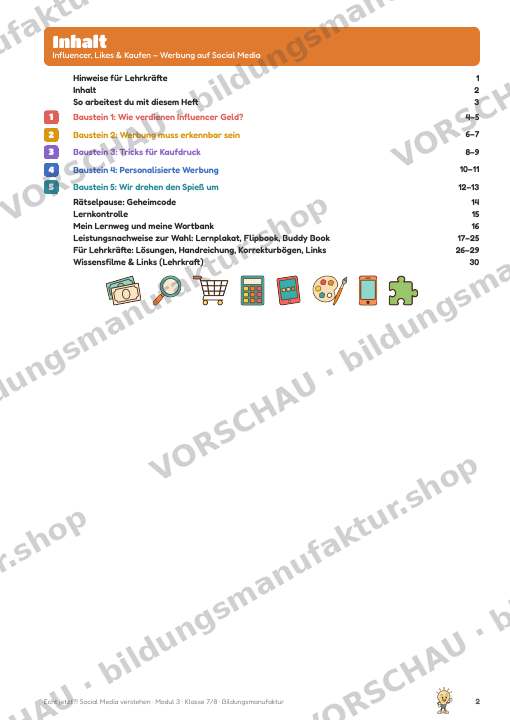 Inhalt
Influencer, Likes & Kaufen – Werbung auf Social Media
Hinweise für Lehrkräfte 1
Inhalt 2
So arbeitest du mit diesem Heft 3
1 Baustein 1: Wie verdienen Influencer Geld? 4–5
2 Baustein 2: Werbung muss erkennbar sein 6–7
3 Baustein 3: Tricks für Kaufdruck 8–9
4 Baustein 4: Personalisierte Werbung 10–11
5 Baustein 5: Wir drehen den Spieß um 12–13
Rätselpause: Geheimcode 14
Lernkontrolle 15
Mein Lernweg und meine Wortbank 16
Leistungsnachweise zur Wahl: Lernplakat, Flipbook, Buddy Book 17–25
Für Lehrkräfte: Lösungen, Handreichung, Korrekturbögen, Links 26–29
Wissensfilme & Links (Lehrkraft) 30
VORSCHAU · bildungsmanufaktur.shop
Echt jetzt?! Social Media verstehen · Modul 3 · Klasse 7/8 · Bildungsmanufaktur 2